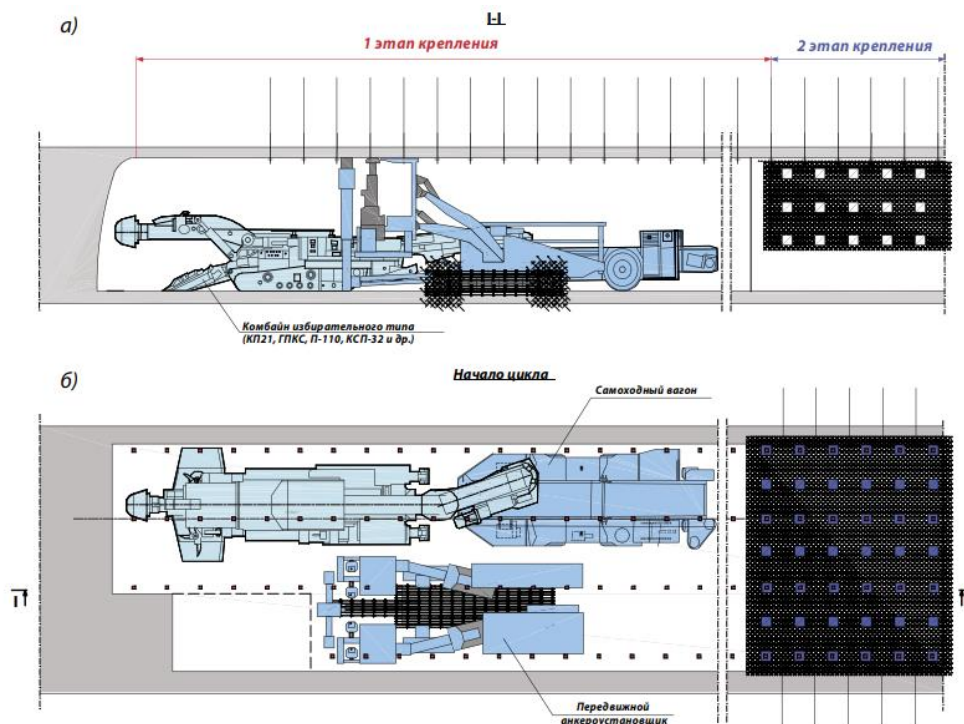 а)
I-I
1 этап крепления
2 этап крепления
Комбайн избирательного типа
(КП21, ГПКС, П-110, КСП-32 и др.)
б)
Начало цикла
Самоходный вагон
I
I
Передвижной
анкероустановщик